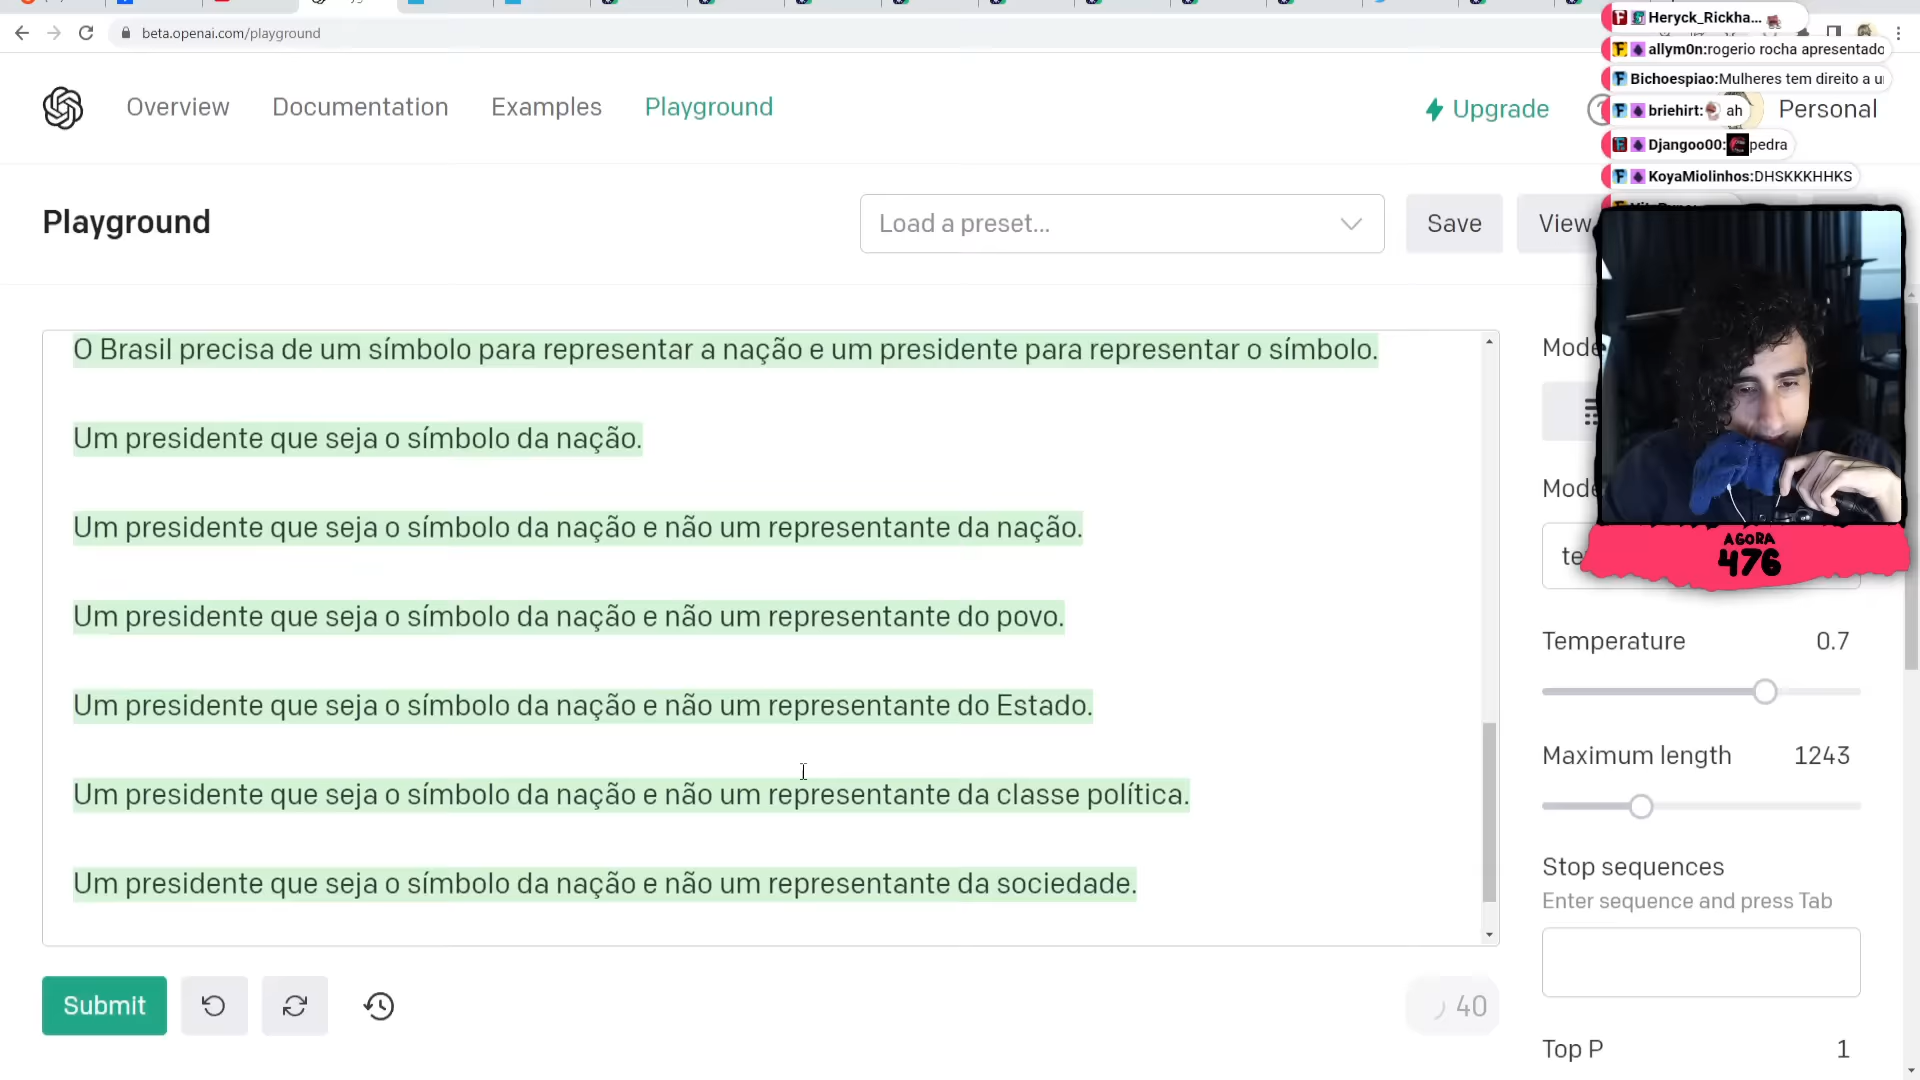 beta.openai.com/playground
Overview
Documentation
Examples
Playground
Upgrade
Personal
Heryck_Rickha...
allym0n:rogerio rocha apresentado
Bichoespiao:Mulheres tem direito a u
briehirt: ah
Djangoo00: pedra
KoyaMiolinhos:DHSKKKHHKS
Playground
Load a preset...
Save
View
O Brasil precisa de um símbolo para representar a nação e um presidente para representar o símbolo.
Um presidente que seja o símbolo da nação.
Um presidente que seja o símbolo da nação e não um representante da nação.
Um presidente que seja o símbolo da nação e não um representante do povo.
Um presidente que seja o símbolo da nação e não um representante do Estado.
Um presidente que seja o símbolo da nação e não um representante da classe política.
Um presidente que seja o símbolo da nação e não um representante da sociedade.
Mode
Mode
te
AGORA
476
Temperature 0.7
Maximum length 1243
Stop sequences
Enter sequence and press Tab
Top P 1
Submit
40